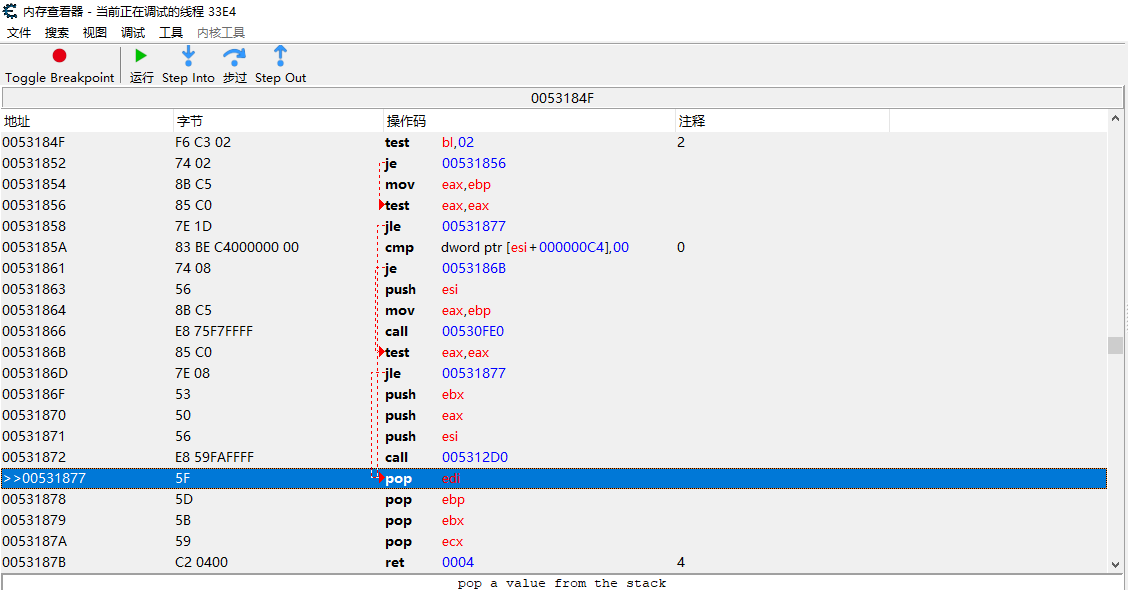 内存查看器 - 当前正在调试的线程 33E4
文件 搜索 视图 调试 工具 内核工具
Toggle Breakpoint 运行 Step Into 步过 Step Out
0053184F
地址 字节 操作码 注释
0053184F F6 C3 02 test bl,02 2
00531852 74 02 je 00531856
00531854 8B C5 mov eax,ebp
00531856 85 C0 test eax,eax
00531858 7E 1D jle 00531877
0053185A 83 BE C4000000 00 cmp dword ptr [esi+000000C4],00 0
00531861 74 08 je 0053186B
00531863 56 push esi
00531864 8B C5 mov eax,ebp
00531866 E8 75F7FFFF call 00530FE0
0053186B 85 C0 test eax,eax
0053186D 7E 08 jle 00531877
0053186F 53 push ebx
00531870 50 push eax
00531871 56 push esi
00531872 E8 59FAFFFF call 005312D0
>>00531877 5F pop edi
00531878 5D pop ebp
00531879 5B pop ebx
0053187A 59 pop ecx
0053187B C2 0400 ret 0004 4
pop a value from the stack